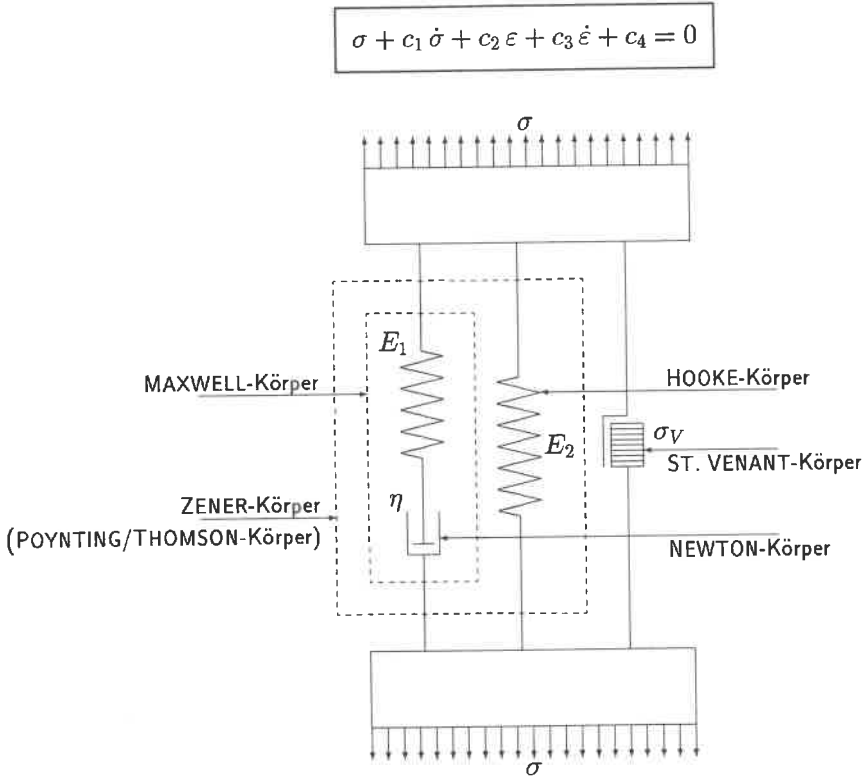 σ + c₁ σ̇ + c₂ ε + c₃ ε̇ + c₄ = 0
σ
E₁
MAXWELL-Körper
HOOKE-Körper
E₂
σ_V
ST. VENANT-Körper
η
ZENER-Körper
(POYNTING/THOMSON-Körper)
NEWTON-Körper
σ